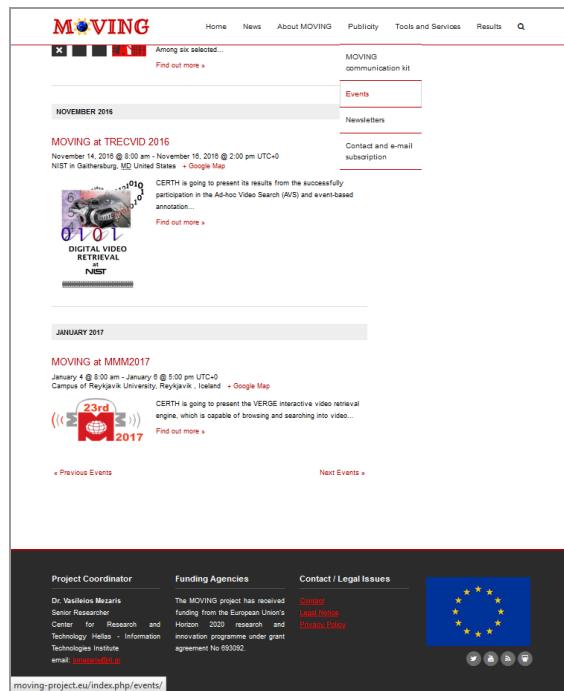 MOVING
Home News About MOVING Publicity Tools and Services Results
Among six selected...
Find out more »
MOVING
communication kit
Events
Newsletters
Contact and e-mail
subscription
NOVEMBER 2016
MOVING at TRECVID 2016
November 14, 2016 @ 8:00 am - November 16, 2016 @ 2:00 pm UTC+0
NIST in Gaithersburg, MD United States + Google Map
CERTH is going to present its results from the successfully
participation in the Ad-hoc Video Search (AVS) and event-based
annotation...
Find out more »
0101
DIGITAL VIDEO
RETRIEVAL
at
NIST
JANUARY 2017
MOVING at MMM2017
January 4 @ 8:00 am - January 6 @ 5:00 pm UTC+0
Campus of Reykjavik University, Reykjavik , Iceland + Google Map
23rd
2017
CERTH is going to present the VERGE interactive video retrieval
engine, which is capable of browsing and searching into video...
Find out more »
« Previous Events
Next Events »
Project Coordinator
Dr. Vasileios Mezaris
Senior Researcher
Center for Research and
Technology Hellas - Information
Technologies Institute
email:
Funding Agencies
The MOVING project has received
funding from the European Union's
Horizon 2020 research and
innovation programme under grant
agreement No 693092.
Contact / Legal Issues
Contact
Legal Notice
Privacy Policy
moving-project.eu/index.php/events/